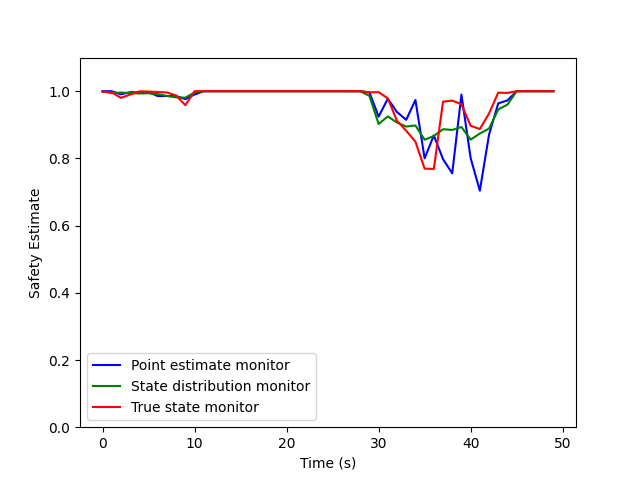 1.0
0.8
0.6
0.4
0.2
0.0
Safety Estimate
Point estimate monitor
State distribution monitor
True state monitor
0 10 20 30 40 50
Time (s)